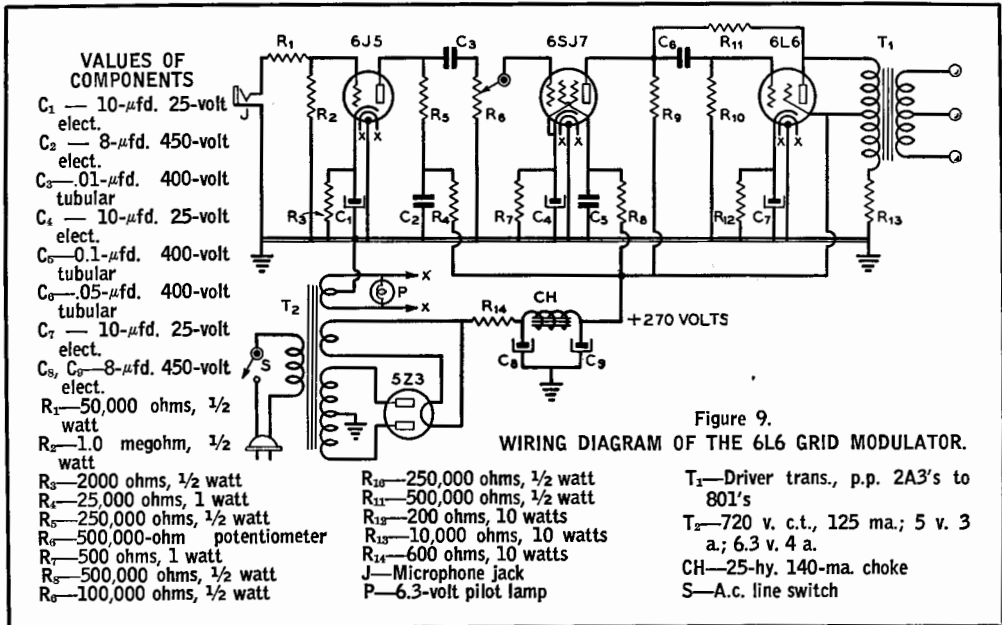 R1
6J5
C3
6SJ7
C6
R11
6L6
T1
J
R2
R5
R6
R9
R10
X X
X X
X X
R3
C1
C2
R4
R7
C4
C5
R8
R12
C7
R13
T2
P
X
X
R14
CH
+270 VOLTS
C8
C9
S
5Z3
VALUES OF
COMPONENTS
C1 — 10-μfd. 25-volt
elect.
C2 — 8-μfd. 450-volt
elect.
C3—.01-μfd. 400-volt
tubular
C4 — 10-μfd. 25-volt
elect.
C5—0.1-μfd. 400-volt
tubular
C6—.05-μfd. 400-volt
tubular
C7 — 10-μfd. 25-volt
elect.
C8, C9—8-μfd. 450-volt
elect.
R1—50,000 ohms, 1/2
watt
R2—1.0 megohm, 1/2
watt
R3—2000 ohms, 1/2 watt
R4—25,000 ohms, 1 watt
R5—250,000 ohms, 1/2 watt
R6—500,000-ohm potentiometer
R7—500 ohms, 1 watt
R8—500,000 ohms, 1/2 watt
R9—100,000 ohms, 1/2 watt
R10—250,000 ohms, 1/2 watt
R11—500,000 ohms, 1/2 watt
R12—200 ohms, 10 watts
R13—10,000 ohms, 10 watts
R14—600 ohms, 10 watts
J—Microphone jack
P—6.3-volt pilot lamp
Figure 9.
WIRING DIAGRAM OF THE 6L6 GRID MODULATOR.
T1—Driver trans., p.p. 2A3's to
801's
T2—720 v. c.t., 125 ma.; 5 v. 3
a.; 6.3 v. 4 a.
CH—25-hy. 140-ma. choke
S—A.c. line switch